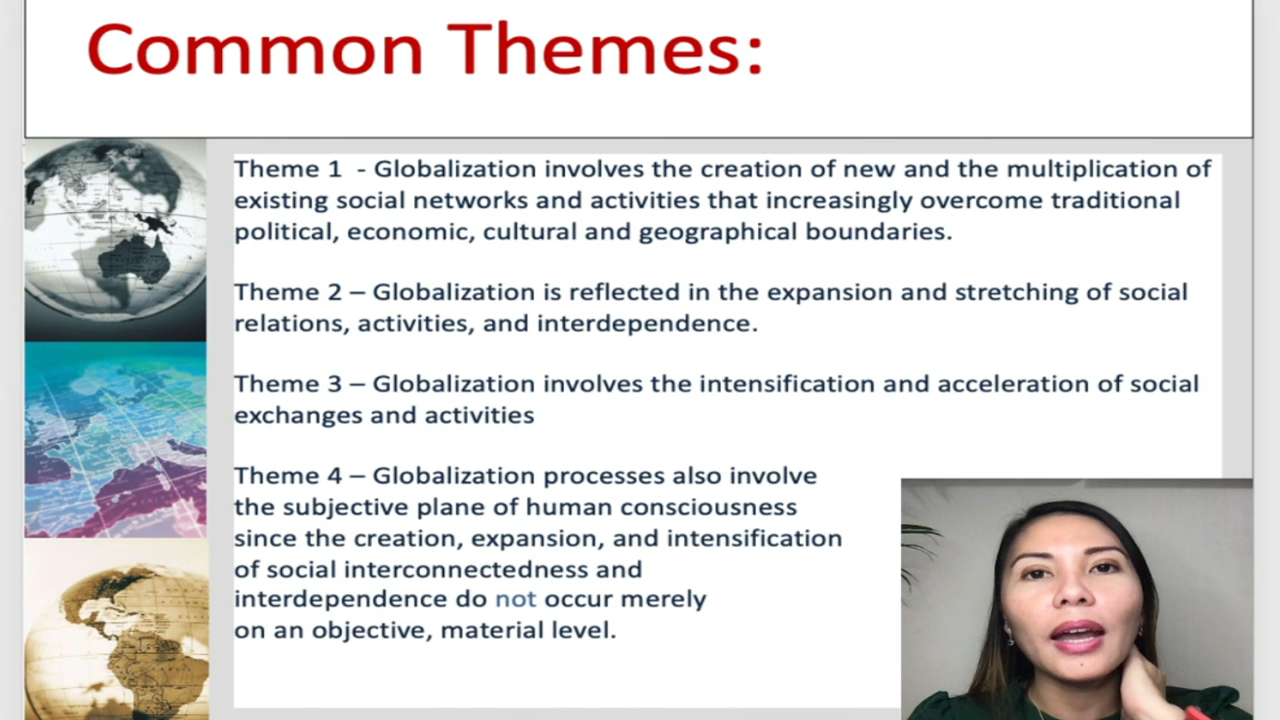 Common Themes:
Theme 1  - Globalization involves the creation of new and the multiplication of
existing social networks and activities that increasingly overcome traditional
political, economic, cultural and geographical boundaries.
Theme 2 – Globalization is reflected in the expansion and stretching of social
relations, activities, and interdependence.
Theme 3 – Globalization involves the intensification and acceleration of social
exchanges and activities
Theme 4 – Globalization processes also involve
the subjective plane of human consciousness
since the creation, expansion, and intensification
of social interconnectedness and
interdependence do not occur merely
on an objective, material level.